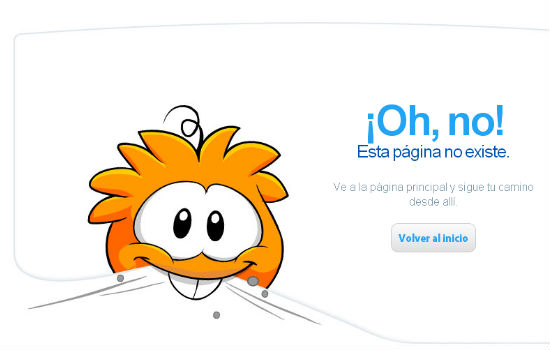 ¡Oh, no!
Esta página no existe.
Ve a la página principal y sigue tu camino
desde allí.
Volver al inicio